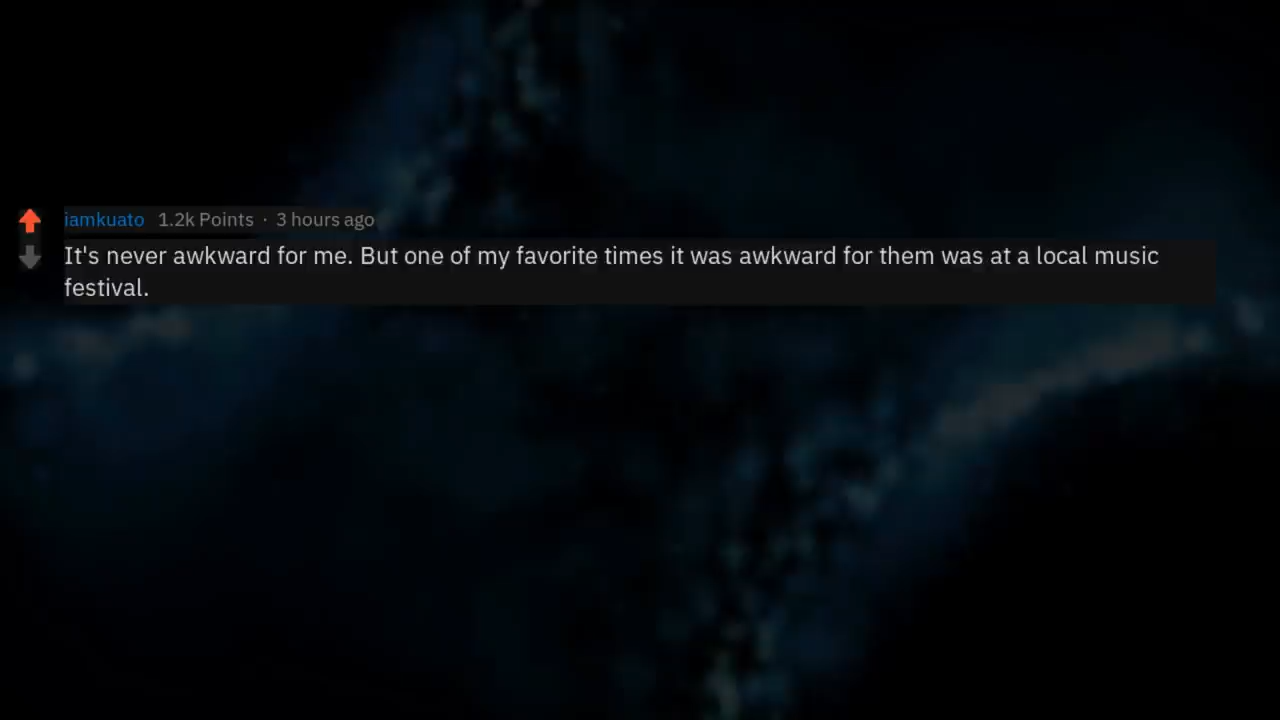 iamkuato 1.2k Points · 3 hours ago
It's never awkward for me. But one of my favorite times it was awkward for them was at a local music
festival.